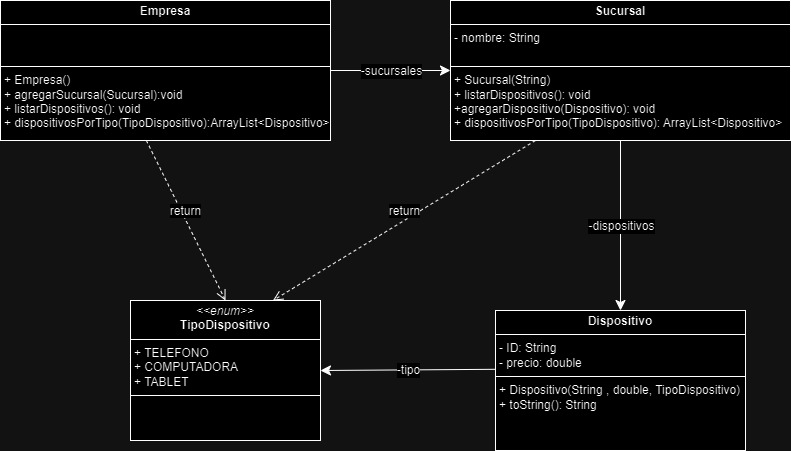 Empresa
+ Empresa()
+ agregarSucursal(Sucursal):void
+ listarDispositivos(): void
+ dispositivosPorTipo(TipoDispositivo):ArrayList<Dispositivo>
-sucursales
Sucursal
- nombre: String
+ Sucursal(String)
+ listarDispositivos(): void
+agregarDispositivo(Dispositivo): void
+ dispositivosPorTipo(TipoDispositivo): ArrayList<Dispositivo>
return
return
-dispositivos
<<enum>>
TipoDispositivo
+ TELEFONO
+ COMPUTADORA
+ TABLET
-tipo
Dispositivo
- ID: String
- precio: double
+ Dispositivo(String , double, TipoDispositivo)
+ toString(): String